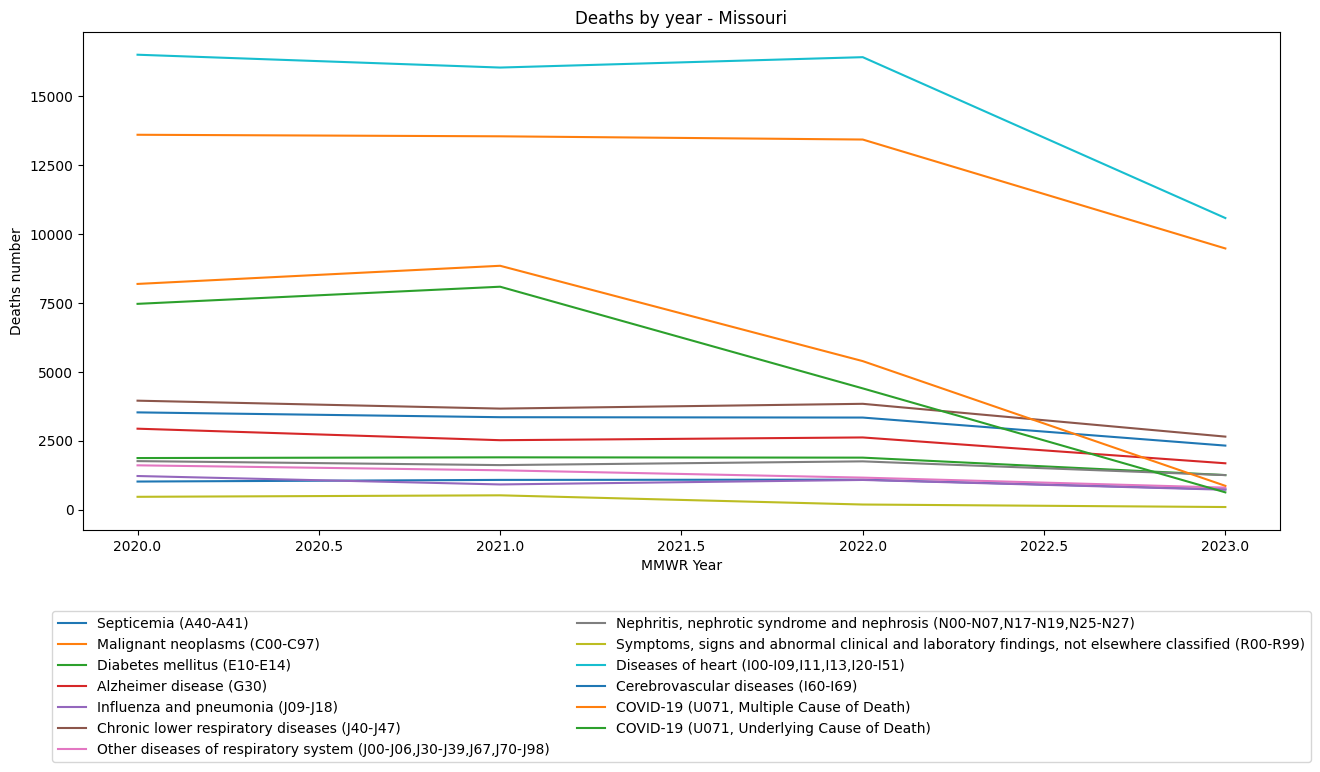 Deaths by year - Missouri
15000
12500
10000
7500
5000
2500
0
Deaths number
2020.0 2020.5 2021.0 2021.5 2022.0 2022.5 2023.0
MMWR Year
Septicemia (A40-A41)
Malignant neoplasms (C00-C97)
Diabetes mellitus (E10-E14)
Alzheimer disease (G30)
Influenza and pneumonia (J09-J18)
Chronic lower respiratory diseases (J40-J47)
Other diseases of respiratory system (J00-J06,J30-J39,J67,J70-J98)
Nephritis, nephrotic syndrome and nephrosis (N00-N07,N17-N19,N25-N27)
Symptoms, signs and abnormal clinical and laboratory findings, not elsewhere classified (R00-R99)
Diseases of heart (I00-I09,I11,I13,I20-I51)
Cerebrovascular diseases (I60-I69)
COVID-19 (U071, Multiple Cause of Death)
COVID-19 (U071, Underlying Cause of Death)